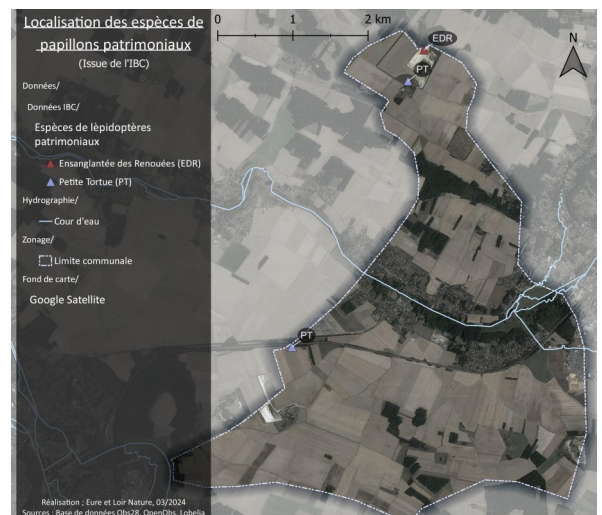 Localisation des espèces de
papillons patrimoniaux
(Issue de l'IBC)
Données/
Données IBC/
Espèces de lèpidoptères
patrimoniaux
Ensanglantée des Renouées (EDR)
Petite Tortue (PT)
Hydrographie/
Cour d'eau
Zonage/
Limite communale
Fond de carte/
Google Satellite
Réalisation ; Eure et Loir Nature, 03/2024
Sources : Base de données Obs28, OpenObs, Lobelia
0 1 2 km
N
EDR
PT
PT